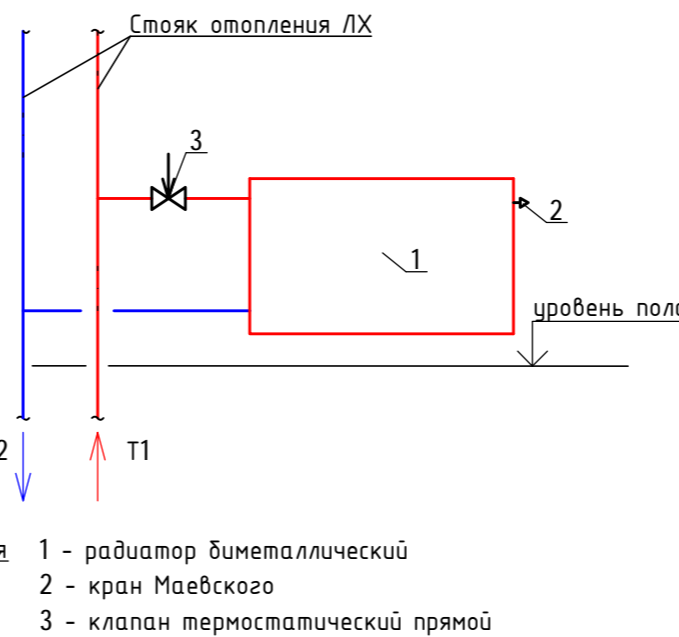 Стояк отопления ЛХ
3
2
1
уровень пола
2
Т1
я 1 - радиатор биметаллический
2 - кран Маевского
3 - клапан термостатический прямой